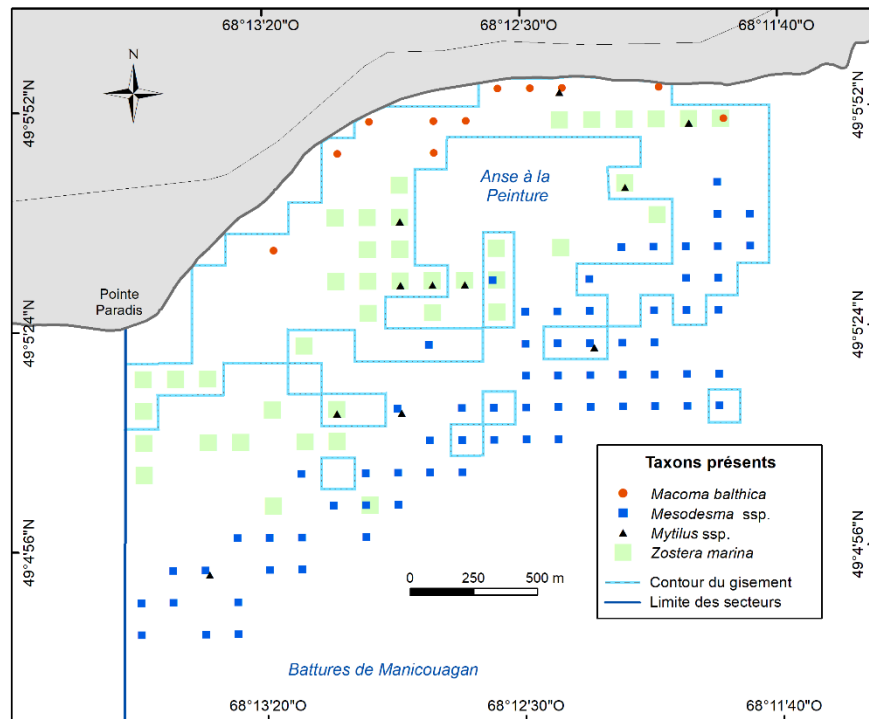 68°13'20"O
68°12'30"O
68°11'40"O
N
49°5'52"N
49°5'52"N
Anse à la
Peinture
Pointe
Paradis
49°5'24"N
49°5'24"N
Taxons présents
Macoma balthica
Mesodesma ssp.
Mytilus ssp.
Zostera marina
Contour du gisement
Limite des secteurs
49°4'56"N
49°4'56"N
0 250 500 m
Battures de Manicouagan
68°13'20"O
68°12'30"O
68°11'40"O